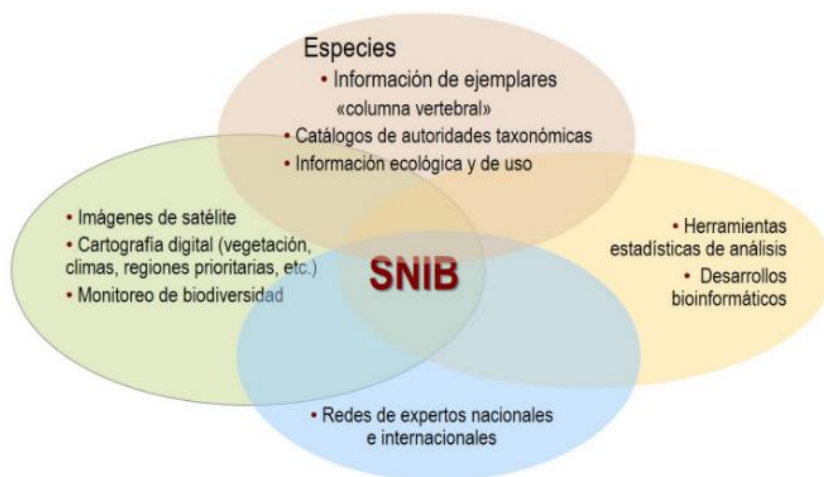 Especies
• Información de ejemplares
«columna vertebral»
• Catálogos de autoridades taxonómicas
• Información ecológica y de uso
• Imágenes de satélite
• Cartografía digital (vegetación,
climas, regiones prioritarias, etc.)
• Monitoreo de biodiversidad
SNIB
• Herramientas
estadísticas de análisis
• Desarrollos
bioinformáticos
• Redes de expertos nacionales
e internacionales